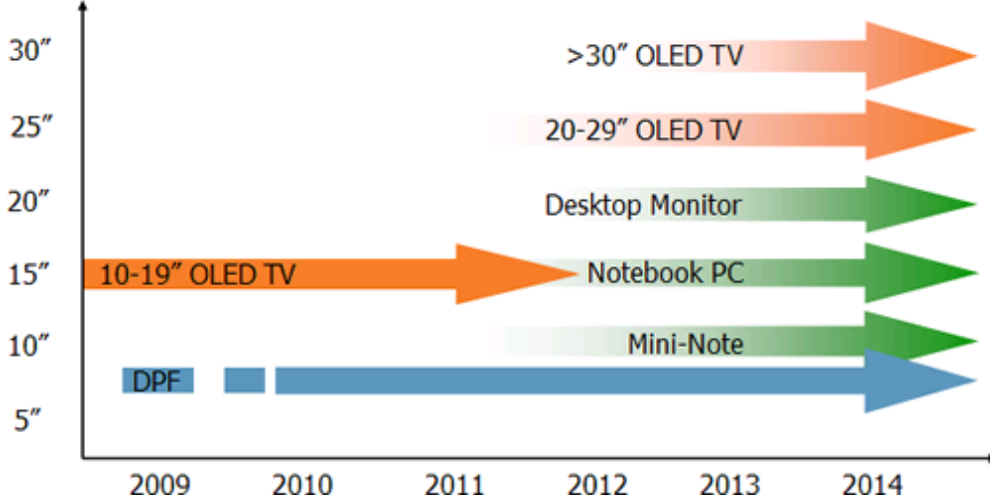 30″
>30″ OLED TV
25″
20-29″ OLED TV
20″
Desktop Monitor
15″
10-19″ OLED TV
Notebook PC
10″
Mini-Note
DPF
5″
2009 2010 2011 2012 2013 2014